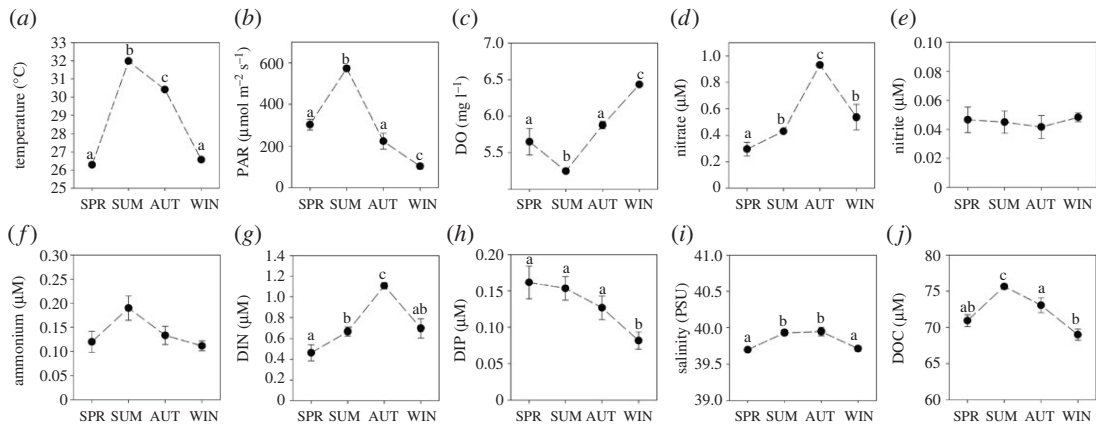 (a)
temperature (°C)
33
32
31
30
29
28
27
26
25
a
b
c
a
SPR SUM AUT WIN
(b)
PAR (µmol m–2 s–1)
600
400
200
0
a
b
a
c
SPR SUM AUT WIN
(c)
DO (mg l–1)
7.0
6.5
6.0
5.5
a
b
a
c
SPR SUM AUT WIN
(d)
nitrate (µM)
1.0
0.8
0.6
0.4
0.2
0
a
b
c
b
SPR SUM AUT WIN
(e)
nitrite (µM)
0.10
0.08
0.06
0.04
0.02
0
SPR SUM AUT WIN
(f)
ammonium (µM)
0.30
0.25
0.20
0.15
0.10
0.05
0
SPR SUM AUT WIN
(g)
DIN (µM)
1.4
1.2
1.0
0.8
0.6
0.4
0.2
0
a
b
c
ab
SPR SUM AUT WIN
(h)
DIP (µM)
0.15
0.10
0.05
0
a
a
a
b
SPR SUM AUT WIN
(i)
salinity (PSU)
41.0
40.5
40.0
39.6
39.0
a
b
b
a
SPR SUM AUT WIN
(j)
DOC (µM)
80
75
70
65
60
ab
c
a
b
SPR SUM AUT WIN